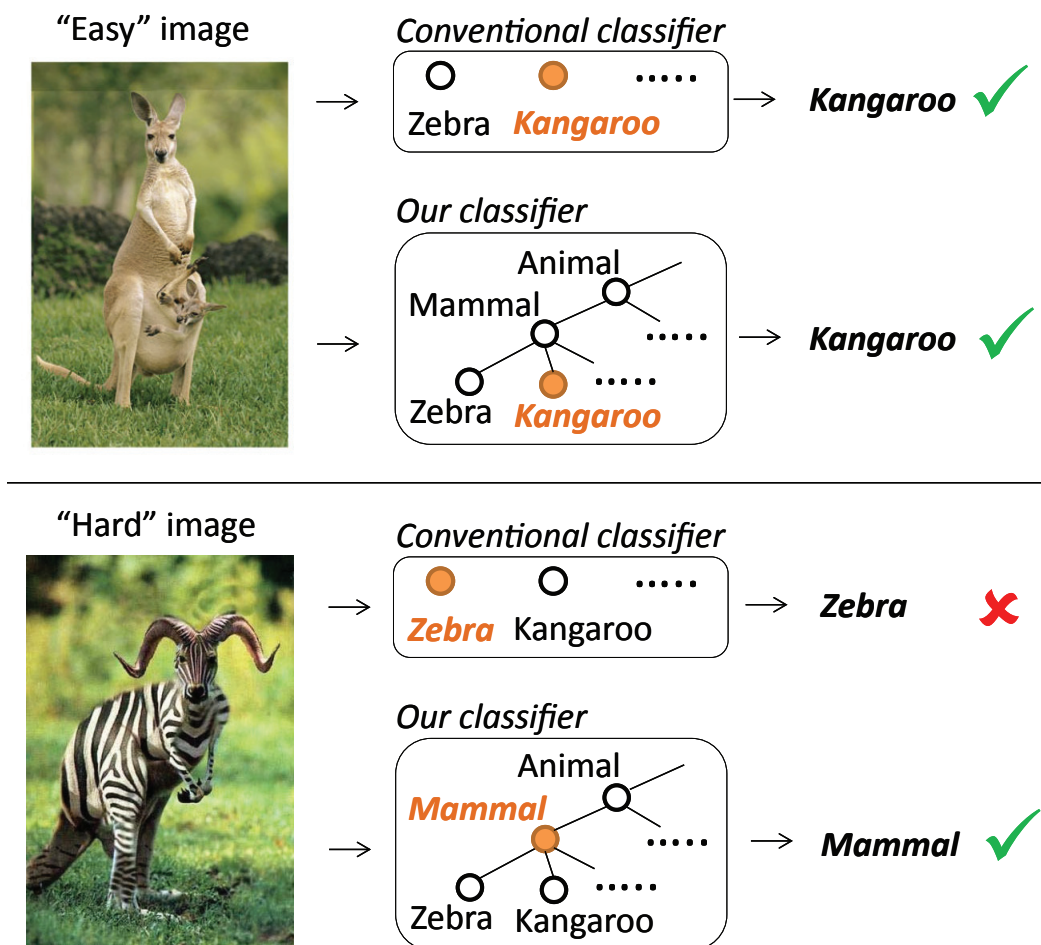 “Easy” image
Conventional classifier
Zebra Kangaroo .....
Kangaroo
Our classifier
Animal
Mammal
.....
Zebra Kangaroo .....
Kangaroo
“Hard” image
Conventional classifier
Zebra Kangaroo .....
Zebra
Our classifier
Animal
Mammal
.....
Zebra Kangaroo .....
Mammal